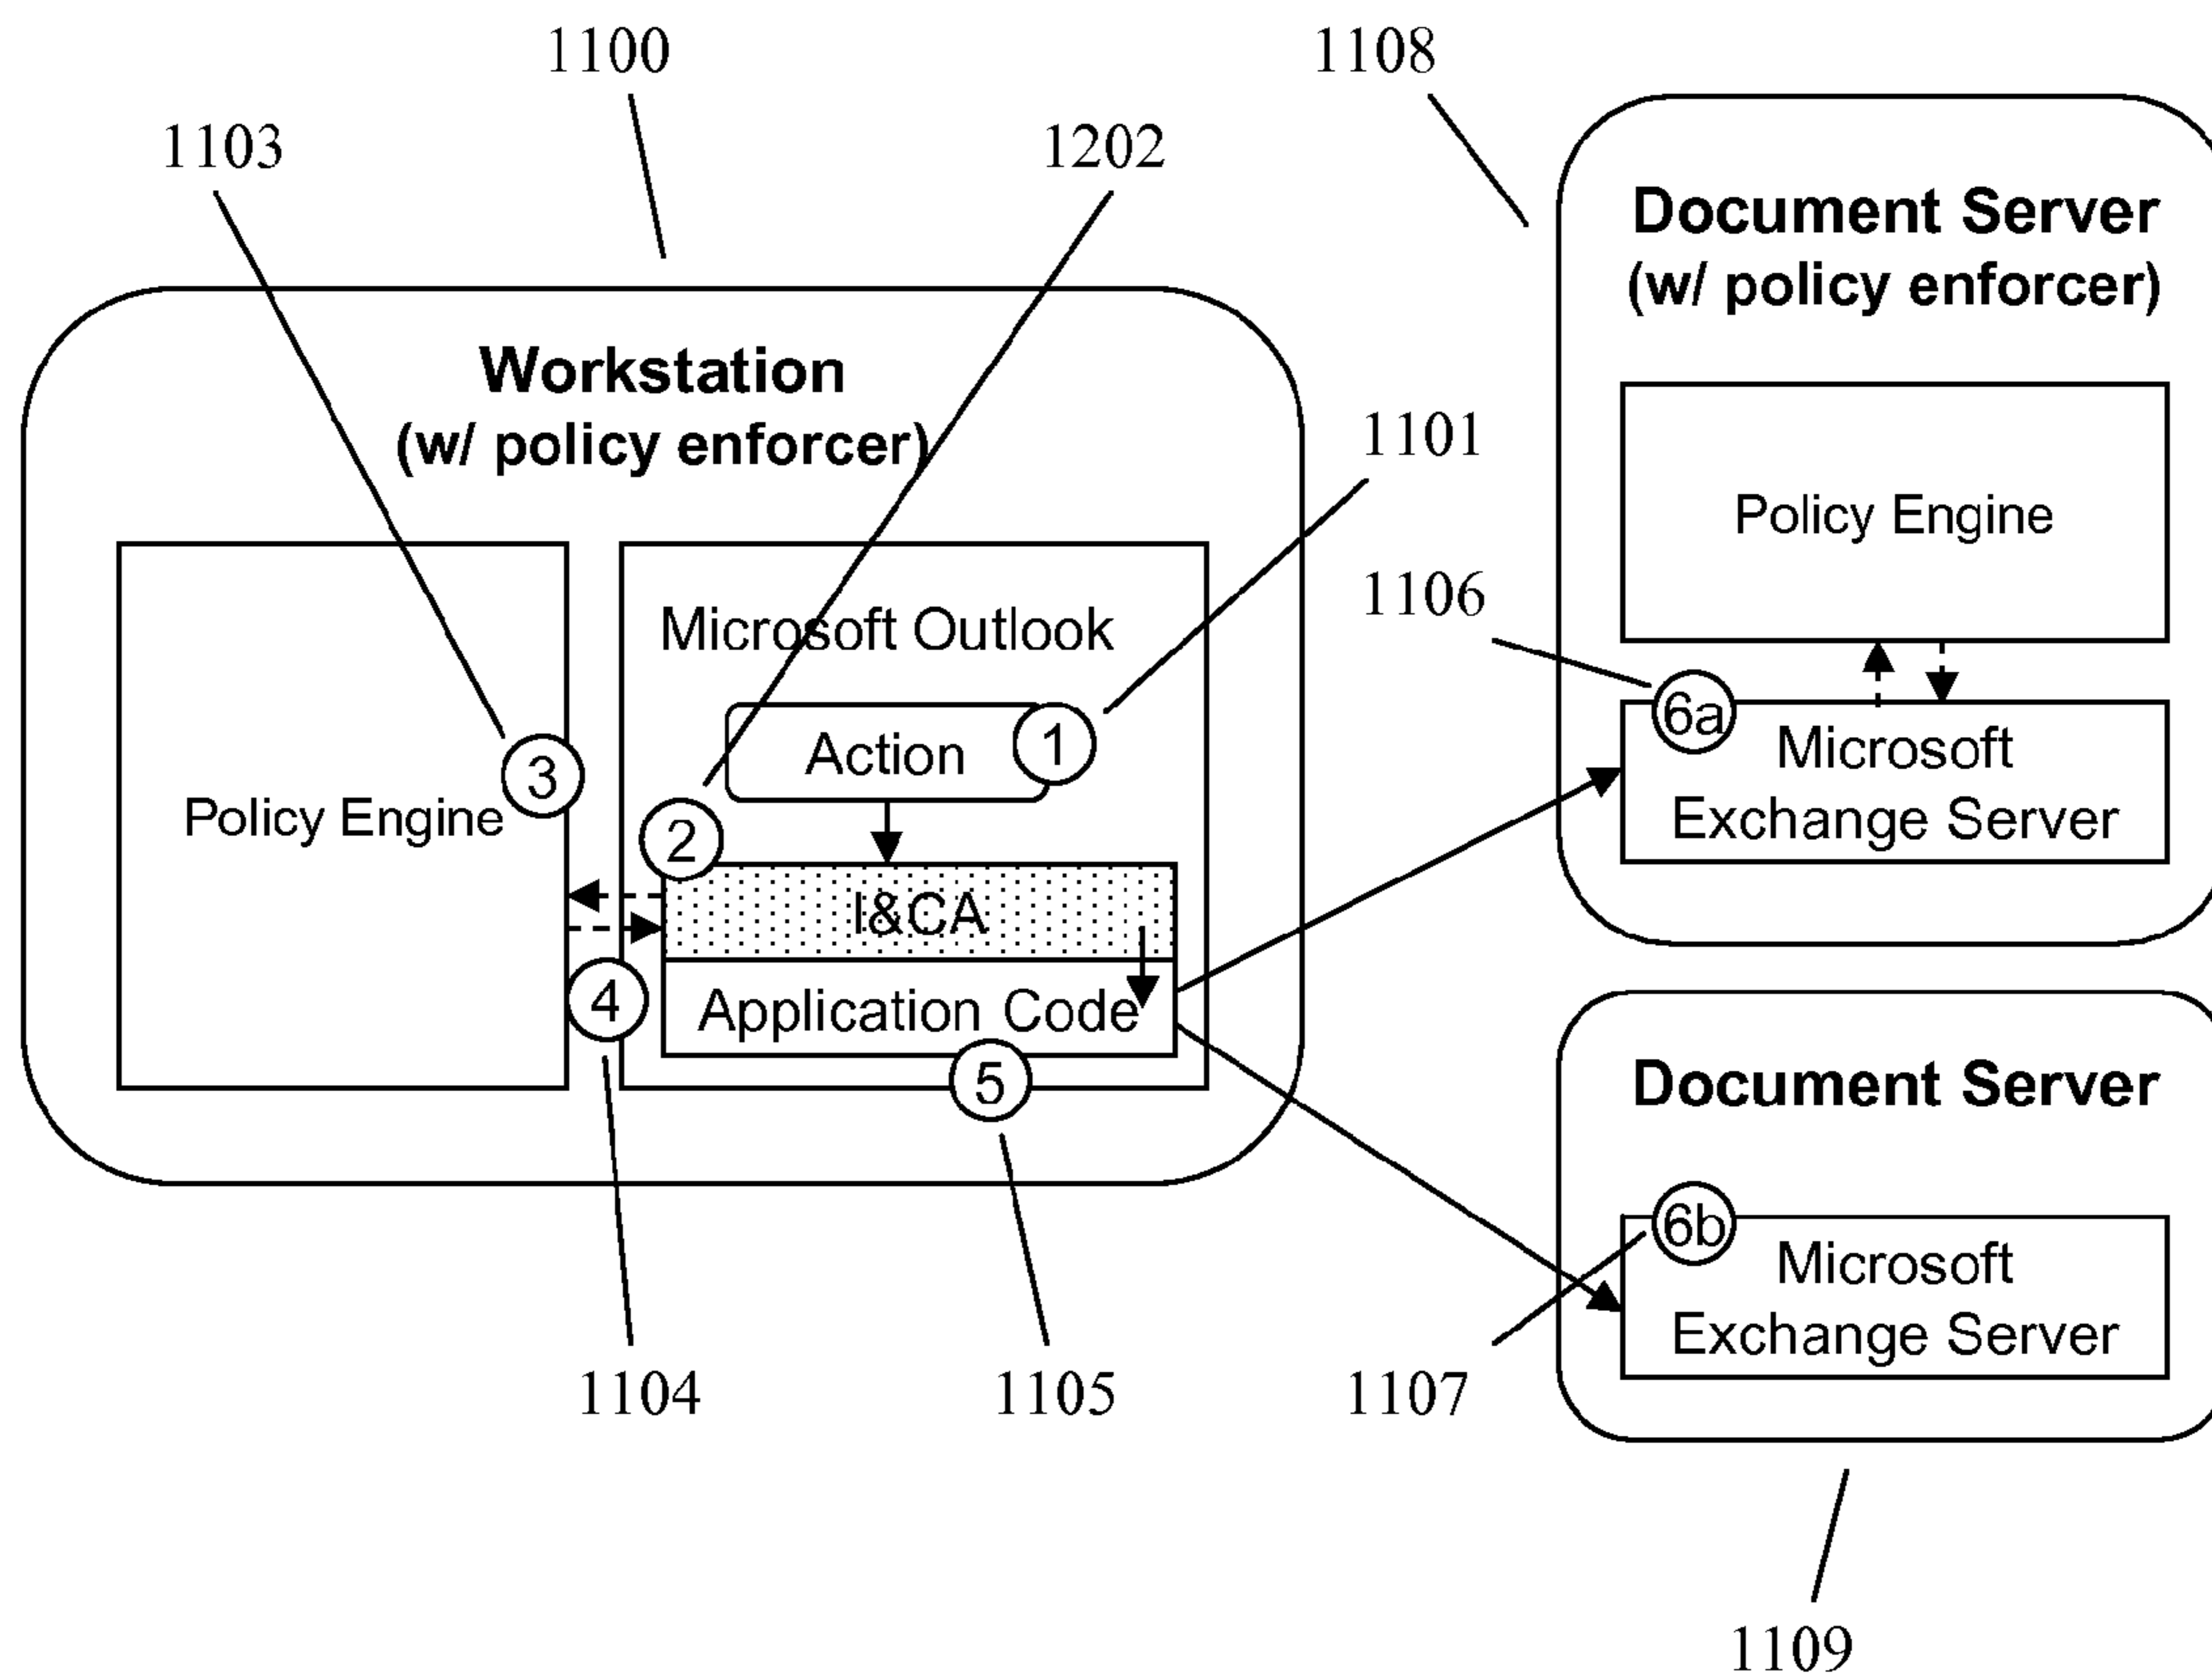 1100
1108
1103
1202
Document Server
(w/ policy enforcer)
Workstation
(w/ policy enforcer)
1101
Policy Engine
1106
Microsoft Outlook
6a
1
Action
Microsoft
Exchange Server
3
Policy Engine
2
I&CA
4
Application Code
5
Document Server
6b
Microsoft
Exchange Server
1104
1105
1107
1109